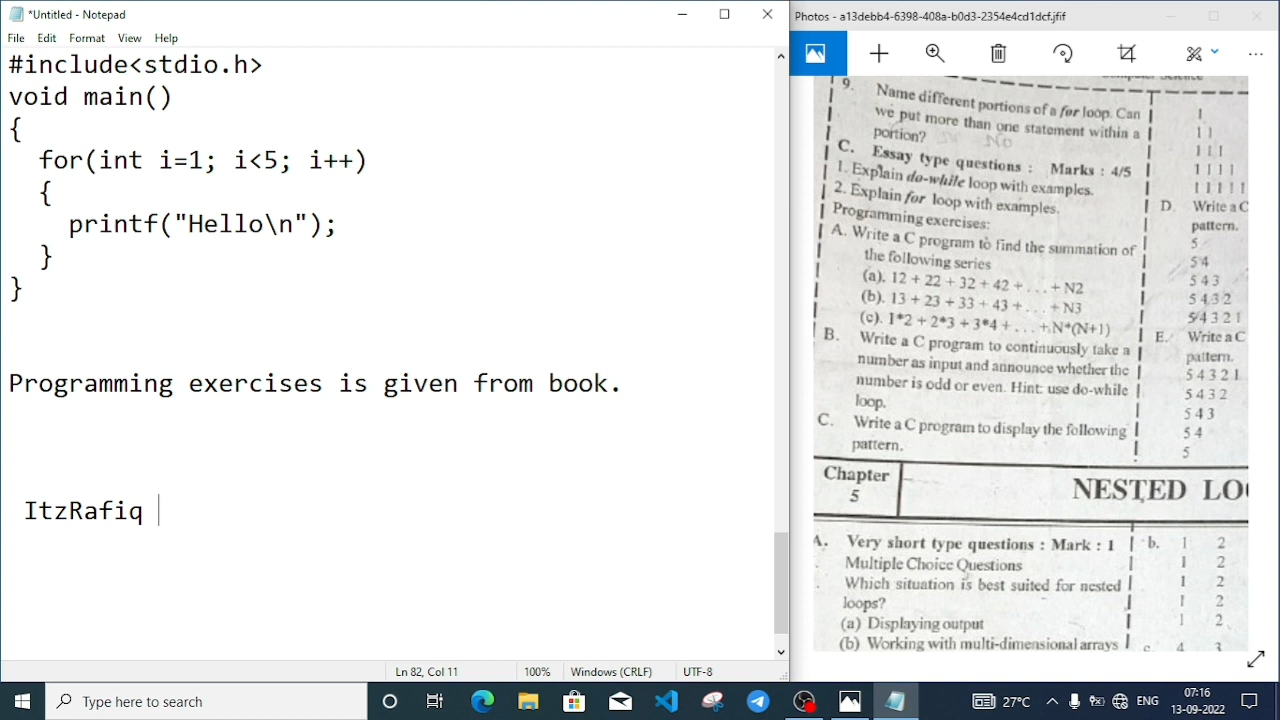 *Untitled - Notepad
File Edit Format View Help
#include<stdio.h>
void main()
{
for(int i=1; i<5; i++)
{
printf("Hello\n");
}
}
Programming exercises is given from book.
ItzRafiq
Ln 82, Col 11
100%
Windows (CRLF)
UTF-8
Photos - a13debb4-6398-408a-b0d3-2354e4cd1dcf.jfif
9. Name different portions of a for loop. Can
we put more than one statement within a
portion?
C. Essay type questions : Marks : 4/5
1. Explain do-while loop with examples.
2. Explain for loop with examples.
Programming exercises:
A. Write a C program to find the summation of
the following series
(a). 12 + 22 + 32 + 42 + . . . + N2
(b). 13 + 23 + 33 + 43 + . . . + N3
(c). 1*2 + 2*3 + 3*4 + . . . + N*(N+1)
B. Write a C program to continuously take a
number as input and announce whether the
number is odd or even. Hint: use do-while
loop.
C. Write a C program to display the following
pattern.
1
1 1
1 1 1
1 1 1 1
1 1 1 1 1
D. Write a C
pattern.
5
5 4
5 4 3
5 4 3 2
5 4 3 2 1
E. Write a C
pattern.
5 4 3 2 1
5 4 3 2
5 4 3
5 4
5
Chapter
5
NESTED LO
A. Very short type questions : Mark : 1
Multiple Choice Questions
Which situation is best suited for nested
loops?
(a) Displaying output
(b) Working with multi-dimensional arrays
b. 1 2
1 2
1 2
1 2
1 2
c. 4 3
Type here to search
27°C
ENG
07:16
13-09-2022